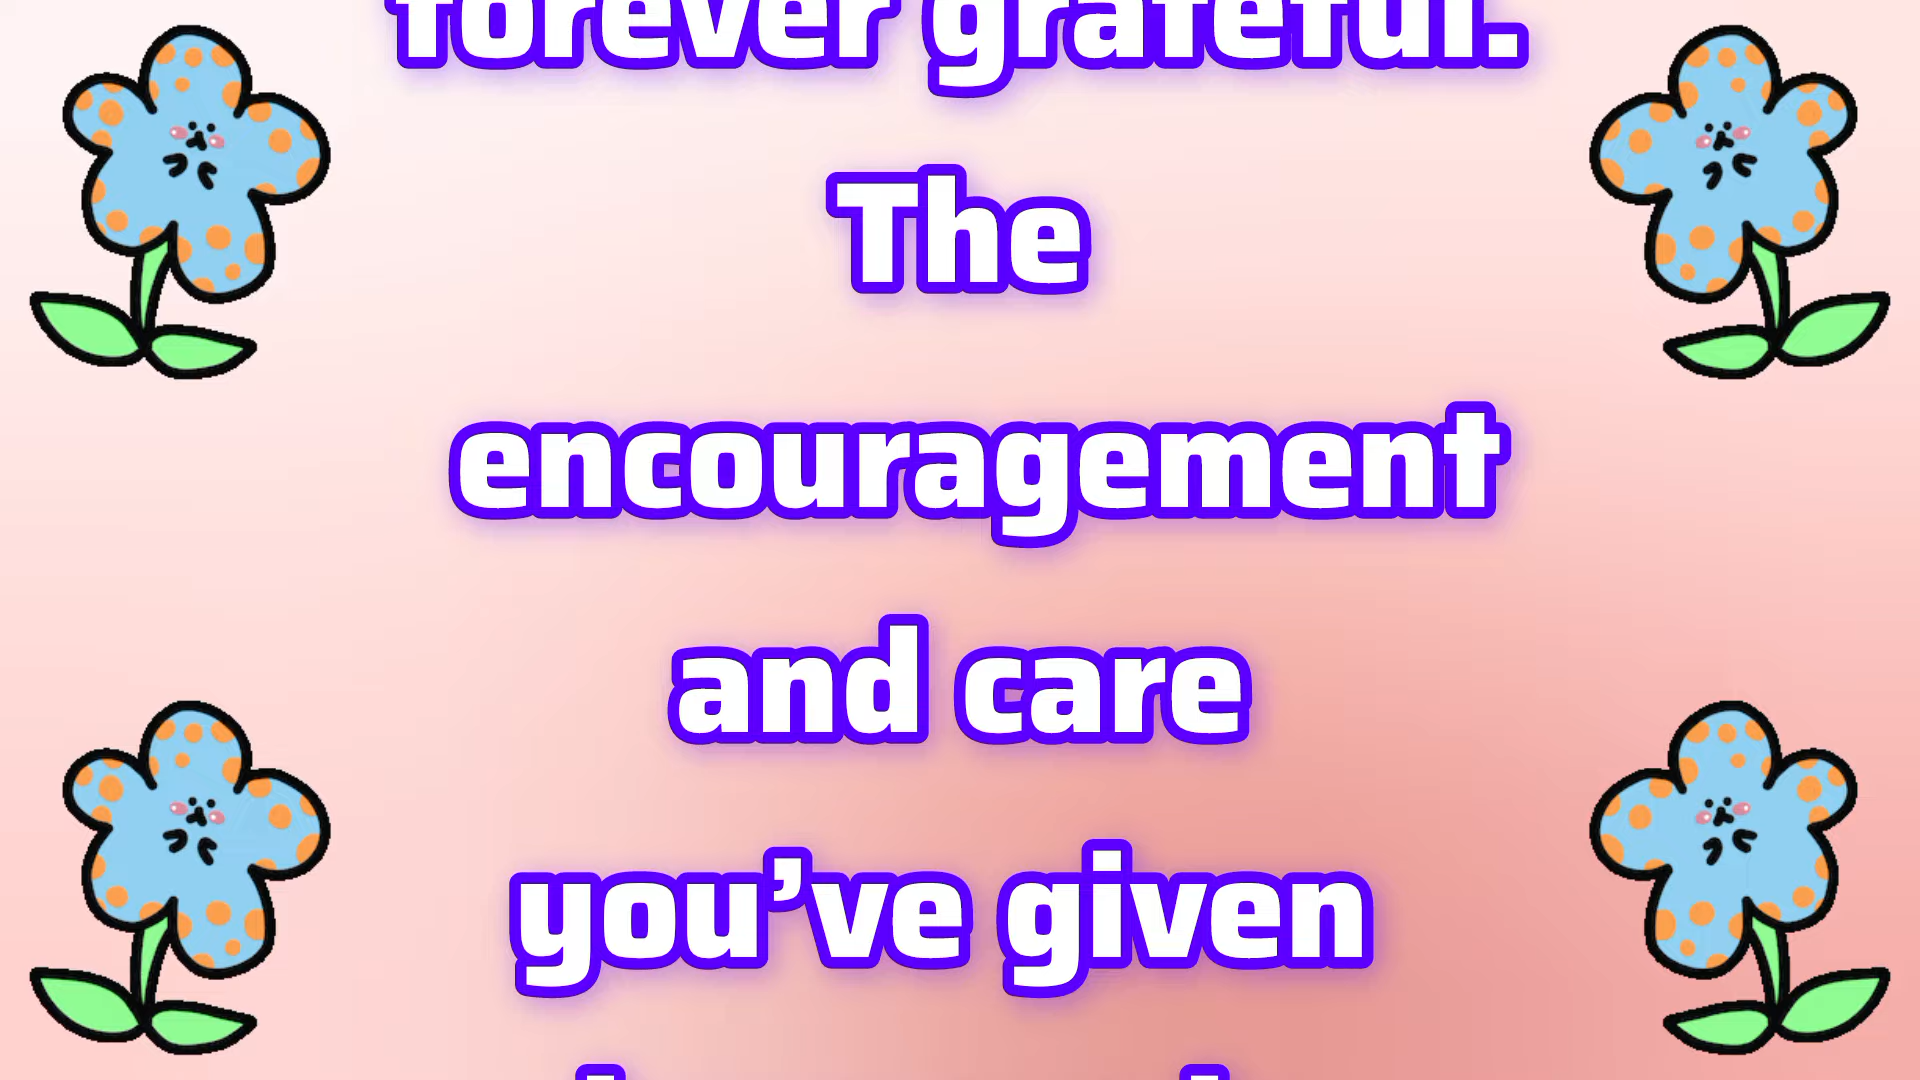 forever grateful.
The
encouragement
and care
you’ve given